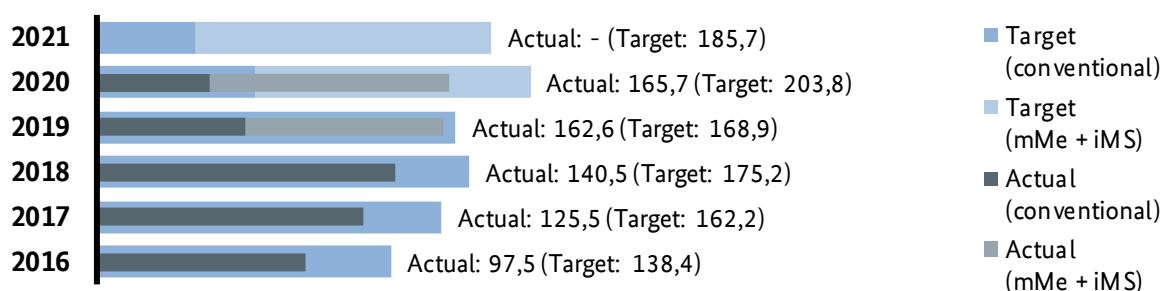 2021 Actual: - (Target: 185,7)
2020 Actual: 165,7 (Target: 203,8)
2019 Actual: 162,6 (Target: 168,9)
2018 Actual: 140,5 (Target: 175,2)
2017 Actual: 125,5 (Target: 162,2)
2016 Actual: 97,5 (Target: 138,4)
Target
(conventional)
Target
(mMe + iMS)
Actual
(conventional)
Actual
(mMe + iMS)